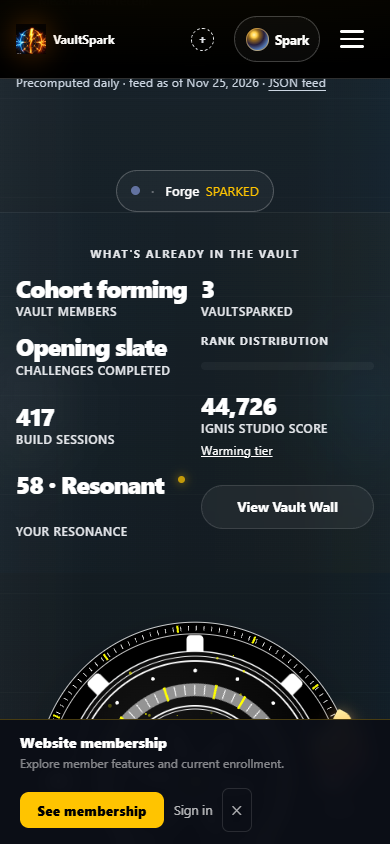 VaultSpark
+
Spark
Precomputed daily · feed as of Nov 25, 2026 · JSON feed
· Forge SPARKED
WHAT'S ALREADY IN THE VAULT
Cohort forming
VAULT MEMBERS
3
VAULTSPARKED
Opening slate
CHALLENGES COMPLETED
RANK DISTRIBUTION
417
BUILD SESSIONS
44,726
IGNIS STUDIO SCORE
Warming tier
58 · Resonant
YOUR RESONANCE
View Vault Wall
Website membership
Explore member features and current enrollment.
See membership
Sign in
×